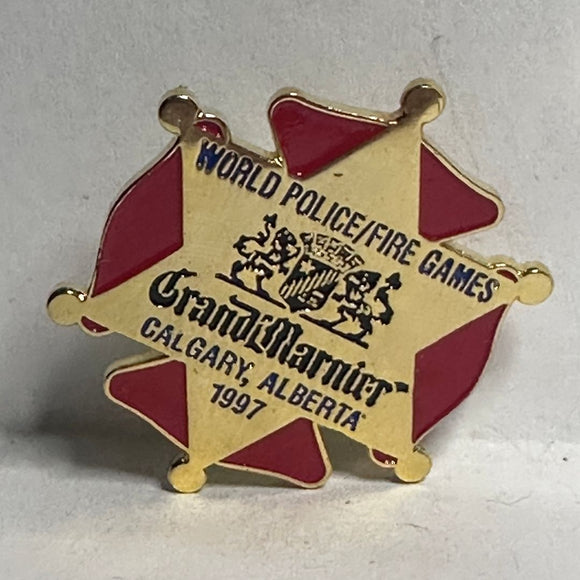 WORLD POLICE/FIRE GAMES
Grand Marnier
CALGARY, ALBERTA
1997